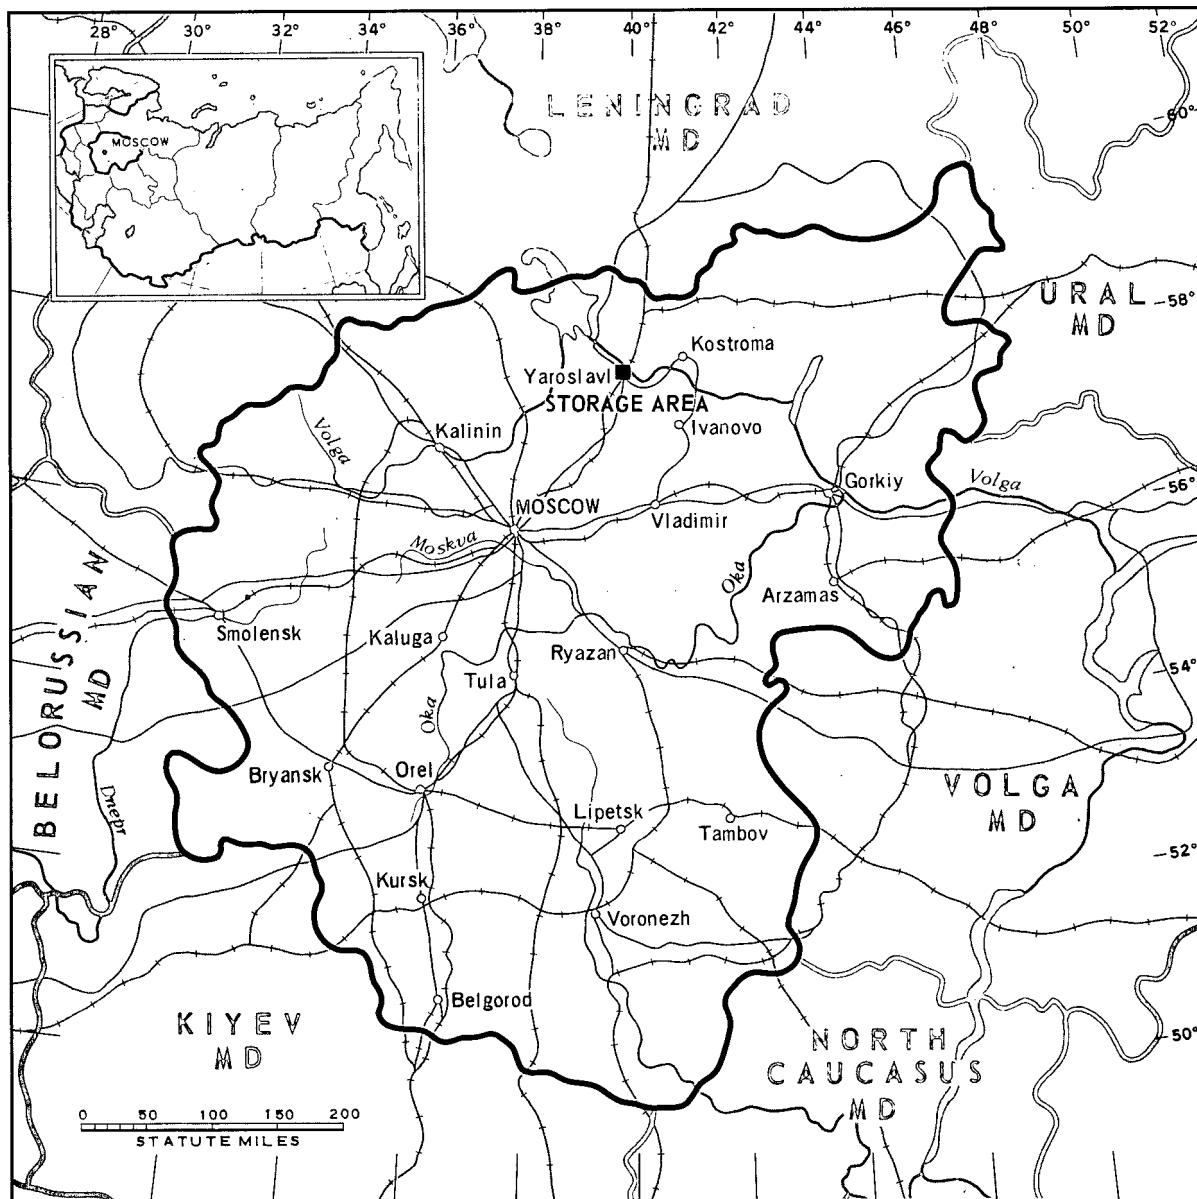 28° 30° 32° 34° 36° 38° 40° 42° 44° 46° 48° 50° 52°
MOSCOW
LENINGRAD
MD
60°
URAL
MD
58°
Kostroma
Yaroslavl
STORAGE AREA
Ivanovo
Volga
Kalinin
Gorkiy
Volga
56°
MOSCOW
Vladimir
Moskva
Oka
Arzamas
BELORUSSIAN
MD
Smolensk
Kaluga
Ryazan
54°
Tula
Oka
Bryansk
Orel
VOLGA
MD
Dnepr
Lipetsk
Tambov
52°
Kursk
Voronezh
Belgorod
KIYEV
MD
50°
NORTH
CAUCASUS
MD
0 50 100 150 200
STATUTE MILES